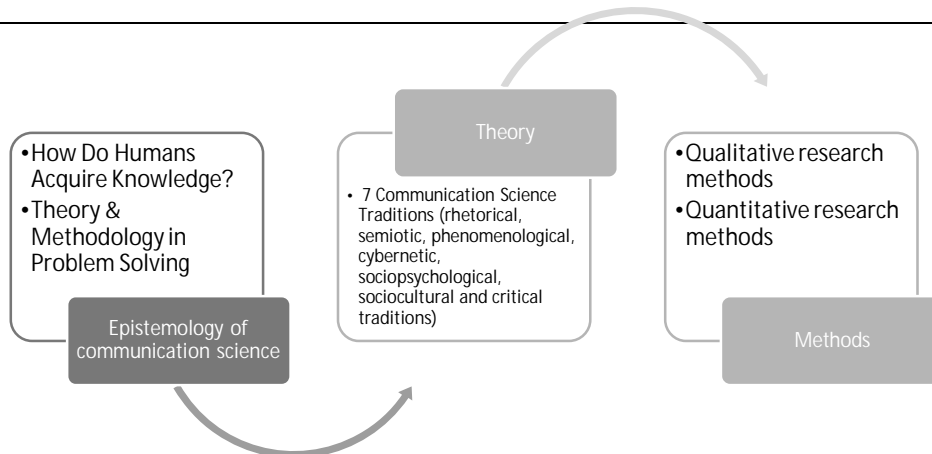 •How Do Humans
Acquire Knowledge?
•Theory &
Methodology in
Problem Solving
Epistemology of
communication science
Theory
• 7 Communication Science
Traditions (rhetorical,
semiotic, phenomenological,
cybernetic,
sociopsychological,
sociocultural and critical
traditions)
•Qualitative research
methods
•Quantitative research
methods
Methods